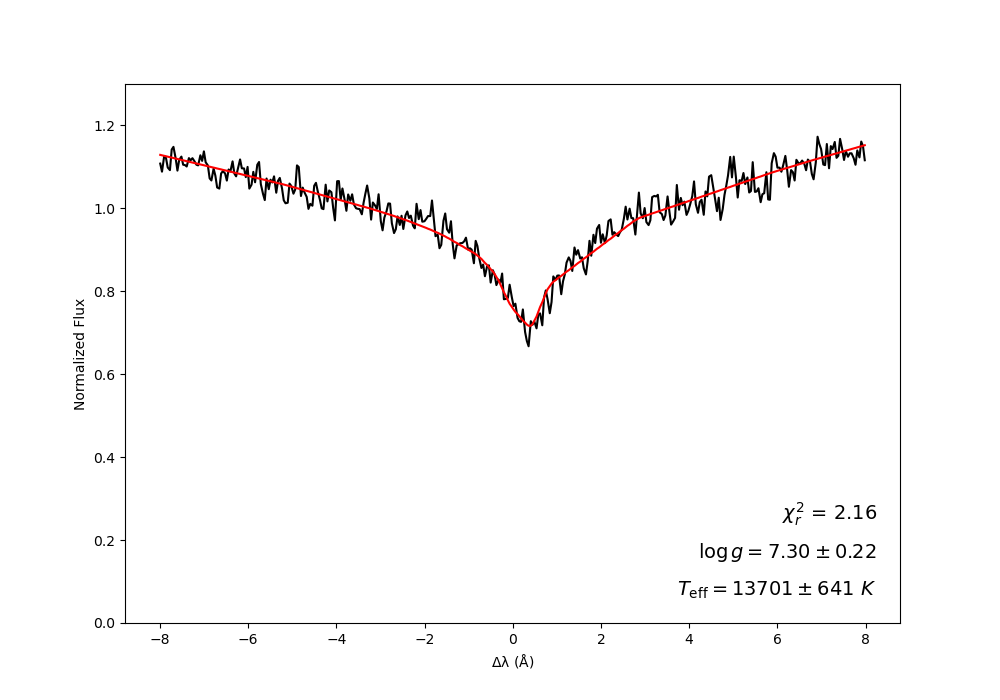 1.2
1.0
0.8
0.6
0.4
0.2
0.0
Normalized Flux
χ²ᵣ = 2.16
log g = 7.30 ± 0.22
T_eff = 13701 ± 641 K
−8 −6 −4 −2 0 2 4 6 8
Δλ (Å)